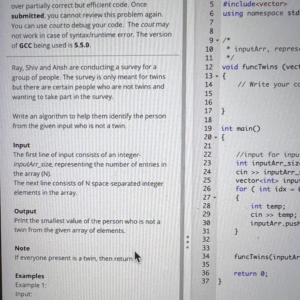 over partially correct but efficient code. Once
submitted, you cannot review this problem again.
You can use cout to debug your code. The cout may
not work in case of syntax/runtime error. The version
of GCC being used is 5.5.0.
Ray, Shiv and Ansh are conducting a survey for a
group of people. The survey is only meant for twins
but there are certain people who are not twins and
wanting to take part in the survey.
Write an algorithm to help them identify the person
from the given input who is not a twin.
Input
The first line of input consists of an integer-
inputArr_size, representing the number of entries in
the array (N).
The next line consists of N space separated integer
elements in the array.
Output
Print the smallest value of the person who is not a
twin from the given array of elements.
Note
If everyone present is a twin, then return
Examples
Example 1:
Input:
5 #include<vector>
6 using namespace std
7
8
9 /*
10 * inputArr, repres
11 */
12 void funcTwins (vect
13 {
14 // Write your co
15
16
17 }
18
19 int main()
20 {
21
22 //input for inpu
23 int inputArr_siz
24 cin >> inputArr_
25 vector<int> inpu
26 for ( int idx =
27 {
28 int temp;
29 cin >> temp;
30 inputArr.push
31 }
32
33
34 funcTwins(inputAr
35
36 return 0;
37 }